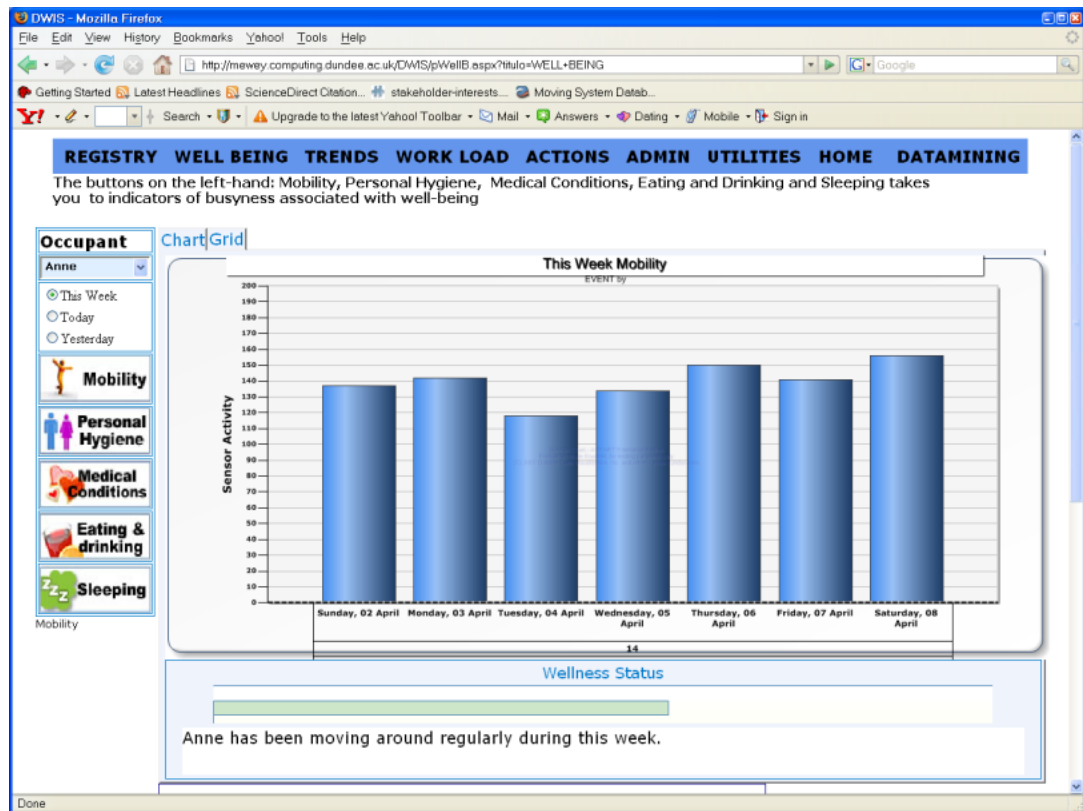 DWIS - Mozilla Firefox
File Edit View History Bookmarks Yahoo! Tools Help
http://mewey.computing.dundee.ac.uk/DWIS/pWellB.aspx?titulo=WELL+BEING
Google
Getting Started Latest Headlines ScienceDirect Citation... stakeholder-interests... Moving System Datab...
Y! Search Upgrade to the latest Yahoo! Toolbar Mail Answers Dating Mobile Sign in
REGISTRY WELL BEING TRENDS WORK LOAD ACTIONS ADMIN UTILITIES HOME DATAMINING
The buttons on the left-hand: Mobility, Personal Hygiene, Medical Conditions, Eating and Drinking and Sleeping takes
you to indicators of busyness associated with well-being
Occupant
Anne
This Week
Today
Yesterday
Mobility
Personal
Hygiene
Medical
Conditions
Eating &
drinking
zzz Sleeping
Mobility
Chart Grid
This Week Mobility
EVENT by
200
190
180
170
160
150
140
130
120
110
100
90
80
70
60
50
40
30
20
10
0
Sensor Activity
Sunday, 02 April Monday, 03 April Tuesday, 04 April Wednesday, 05 April Thursday, 06 April Friday, 07 April Saturday, 08 April
14
Wellness Status
Anne has been moving around regularly during this week.
Done